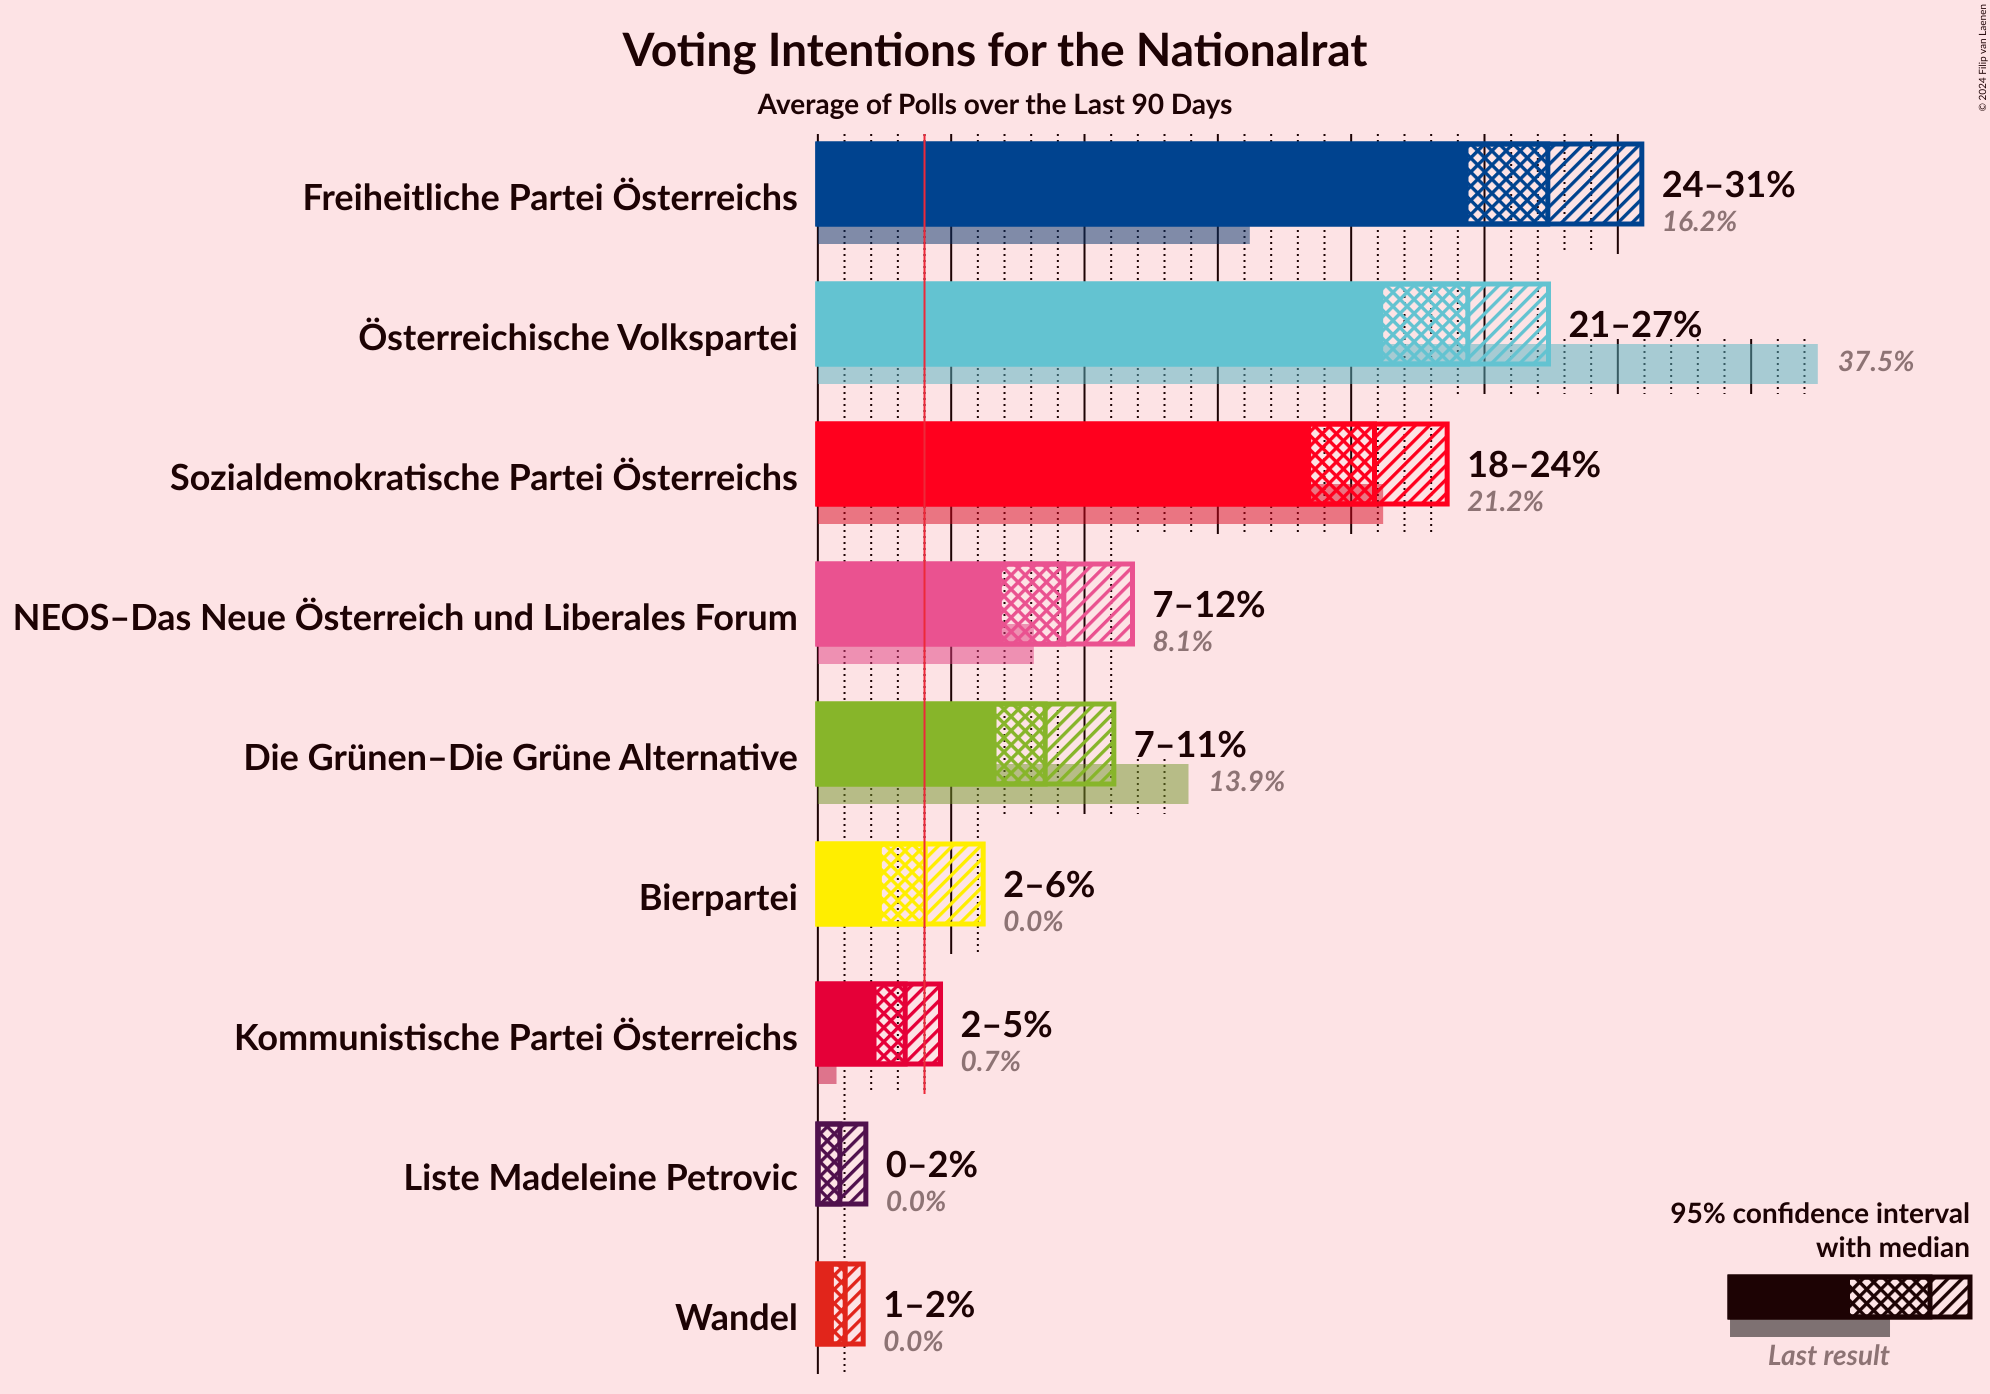 Voting Intentions for the Nationalrat
Average of Polls over the Last 90 Days
© 2024 Filip van Laenen
Freiheitliche Partei Österreichs
24–31%
16.2%
Österreichische Volkspartei
21–27%
37.5%
Sozialdemokratische Partei Österreichs
18–24%
21.2%
NEOS–Das Neue Österreich und Liberales Forum
7–12%
8.1%
Die Grünen–Die Grüne Alternative
7–11%
13.9%
Bierpartei
2–6%
0.0%
Kommunistische Partei Österreichs
2–5%
0.7%
Liste Madeleine Petrovic
0–2%
0.0%
Wandel
1–2%
0.0%
95% confidence interval
with median
Last result